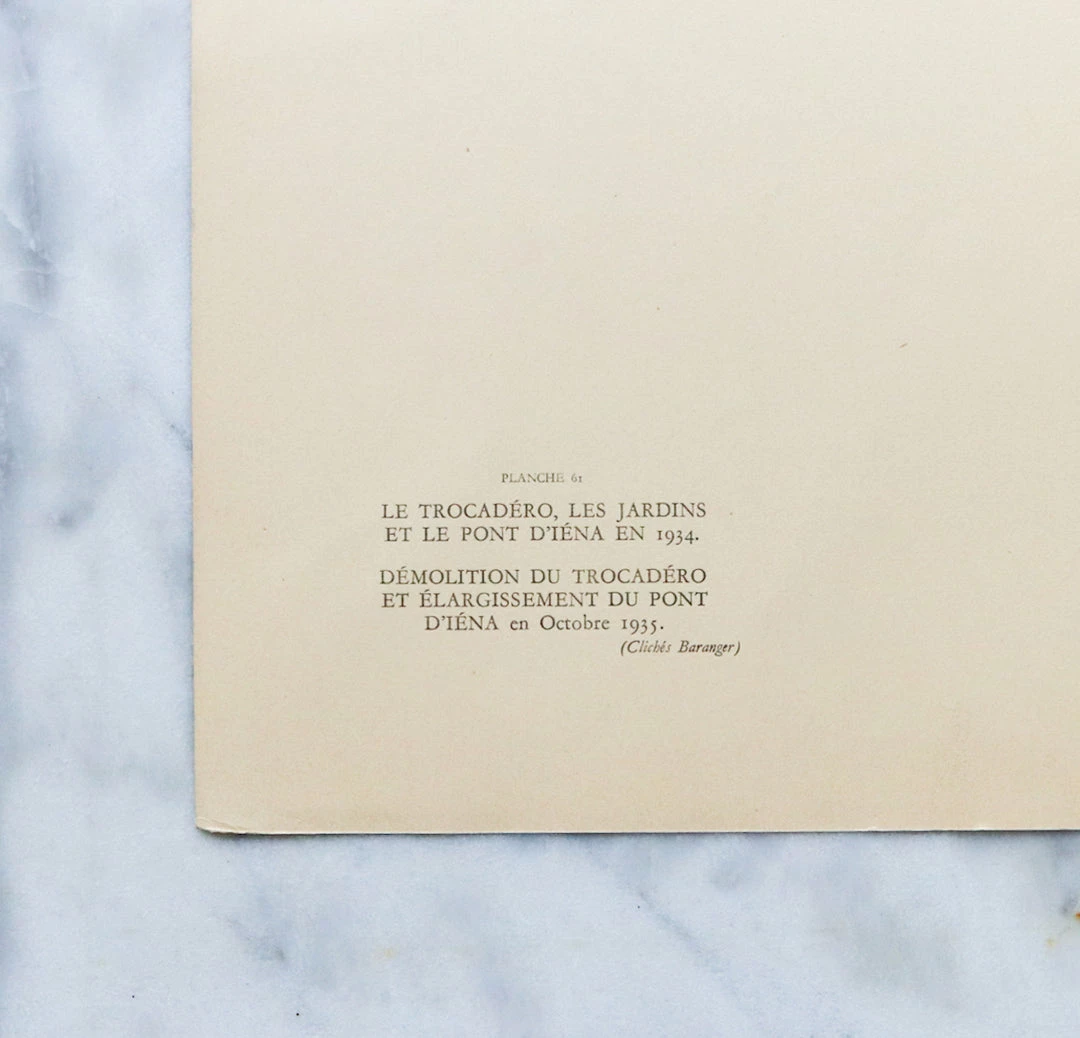 PLANCHE 61
LE TROCADÉRO, LES JARDINS
ET LE PONT D'IÉNA EN 1934.
DÉMOLITION DU TROCADÉRO
ET ÉLARGISSEMENT DU PONT
D'IÉNA en Octobre 1935.
(Clichés Baranger)